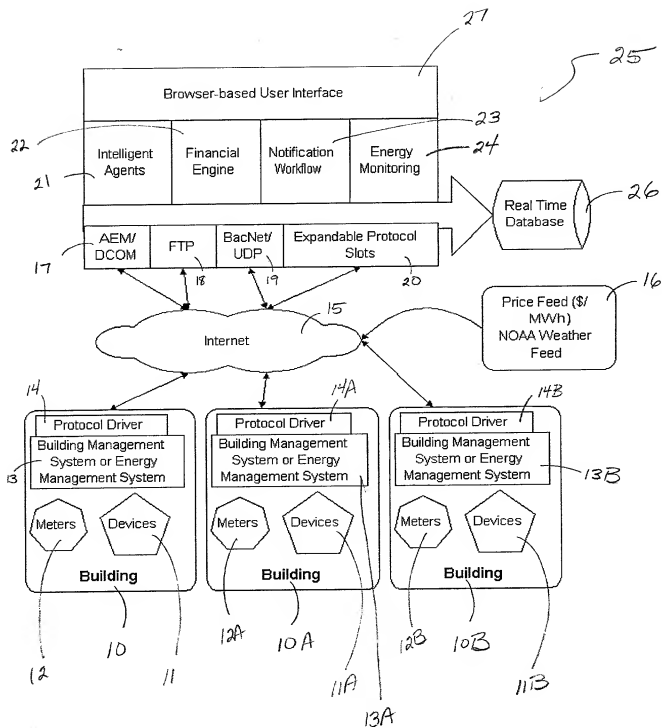 27
25
Browser-based User Interface
22
23
Intelligent
Agents
21
Financial
Engine
Notification
Workflow
Energy
Monitoring
24
Real Time
Database
26
AEM/
DCOM
17
FTP
18
BacNet/
UDP
19
Expandable Protocol
Slots
20
16
Price Feed ($/
MWh)
NOAA Weather
Feed
15
Internet
14
Protocol Driver
Building Management
System or Energy
Management System
13
Meters
Devices
Building
12
10
11
14A
Protocol Driver
Building Management
System or Energy
Management System
Meters
Devices
Building
12A
10A
11A
13A
14B
Protocol Driver
Building Management
System or Energy
Management System
13B
Meters
Devices
Building
12B
10B
11B